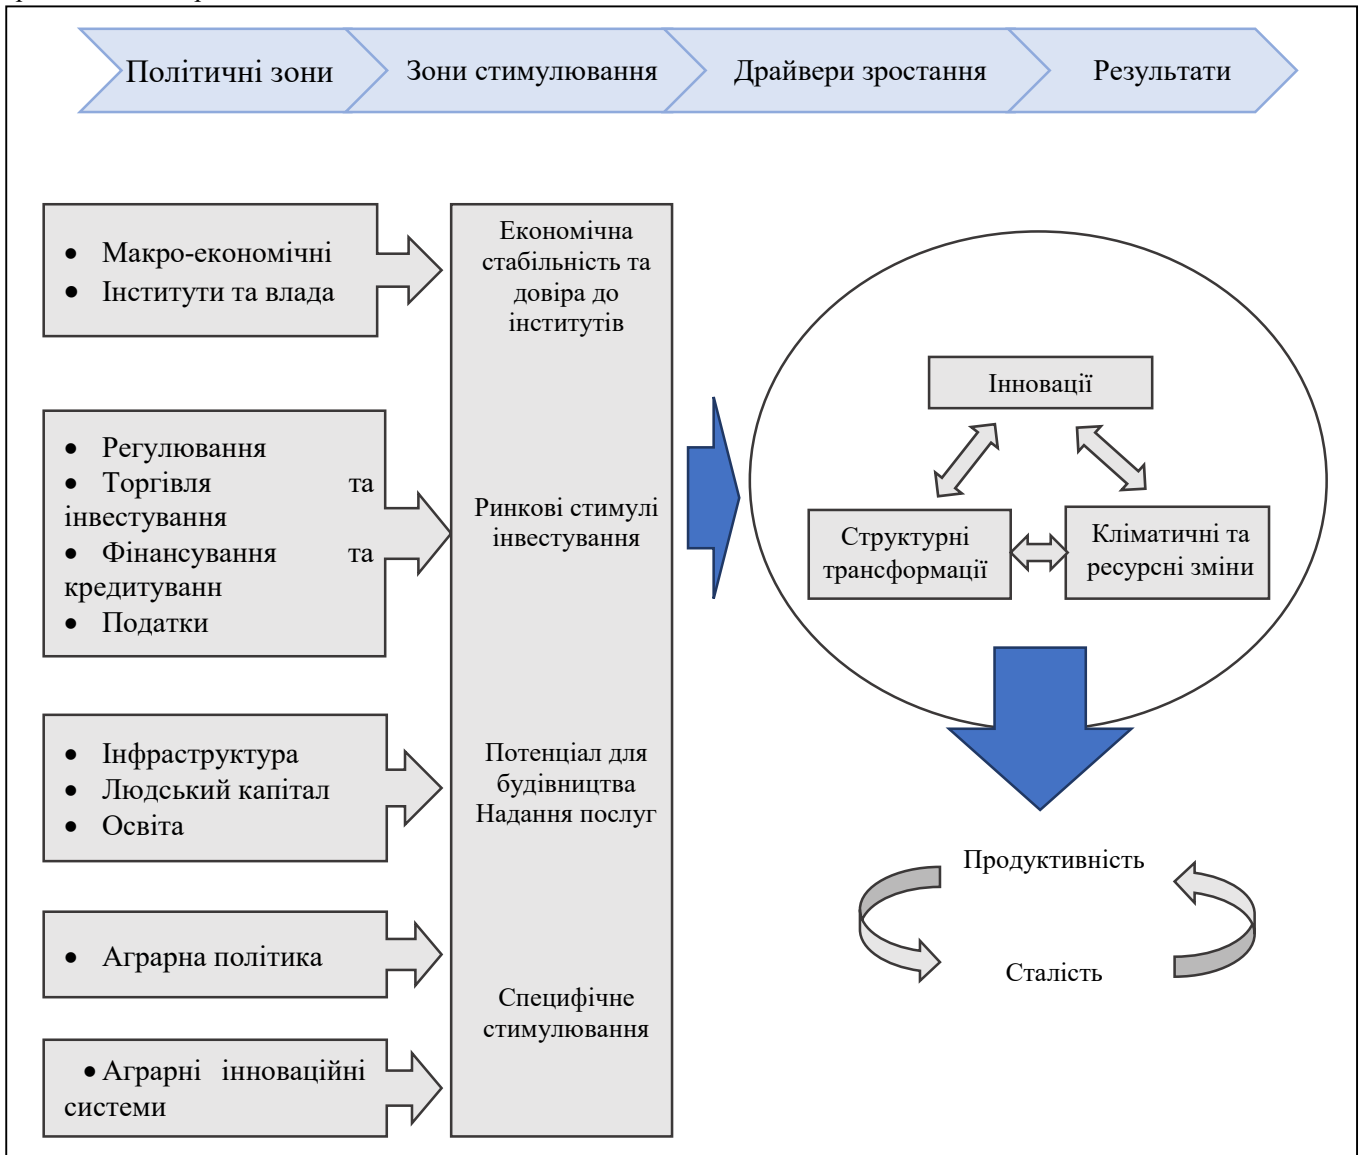 Політичні зони
Зони стимулювання
Драйвери зростання
Результати
• Макро-економічні
• Інститути та влада
• Регулювання
• Торгівля та
інвестування
• Фінансування та
кредитуванн
• Податки
• Інфраструктура
• Людський капітал
• Освіта
• Аграрна політика
• Аграрні інноваційні
системи
Економічна
стабільність та
довіра до
інститутів
Ринкові стимулі
інвестування
Потенціал для
будівництва
Надання послуг
Специфічне
стимулювання
Інновації
Структурні
трансформації
Кліматичні та
ресурсні зміни
Продуктивність
Сталість